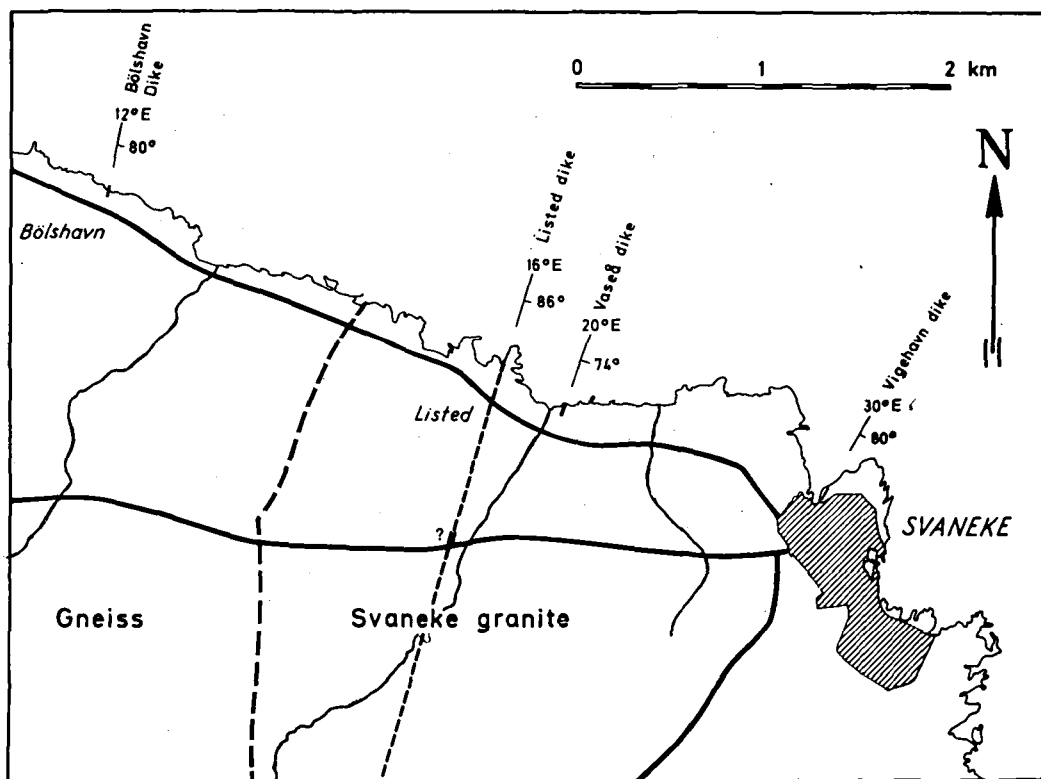 Bölshavn
Dike
12°E
80°
0 1 2 km
N
Listed dike
16°E
86°
Vaseå dike
20°E
74°
Vigehavn dike
30°E
80°
Bölshavn
Listed
?
SVANEKE
Gneiss
Svaneke granite